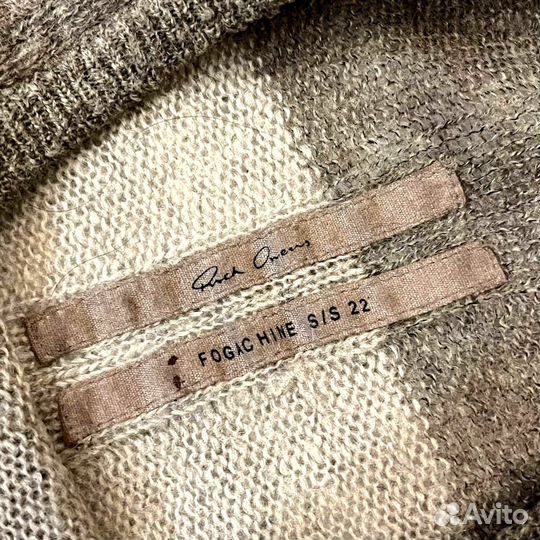 Rick Owens
FOGACHINE S/S 22
Avito